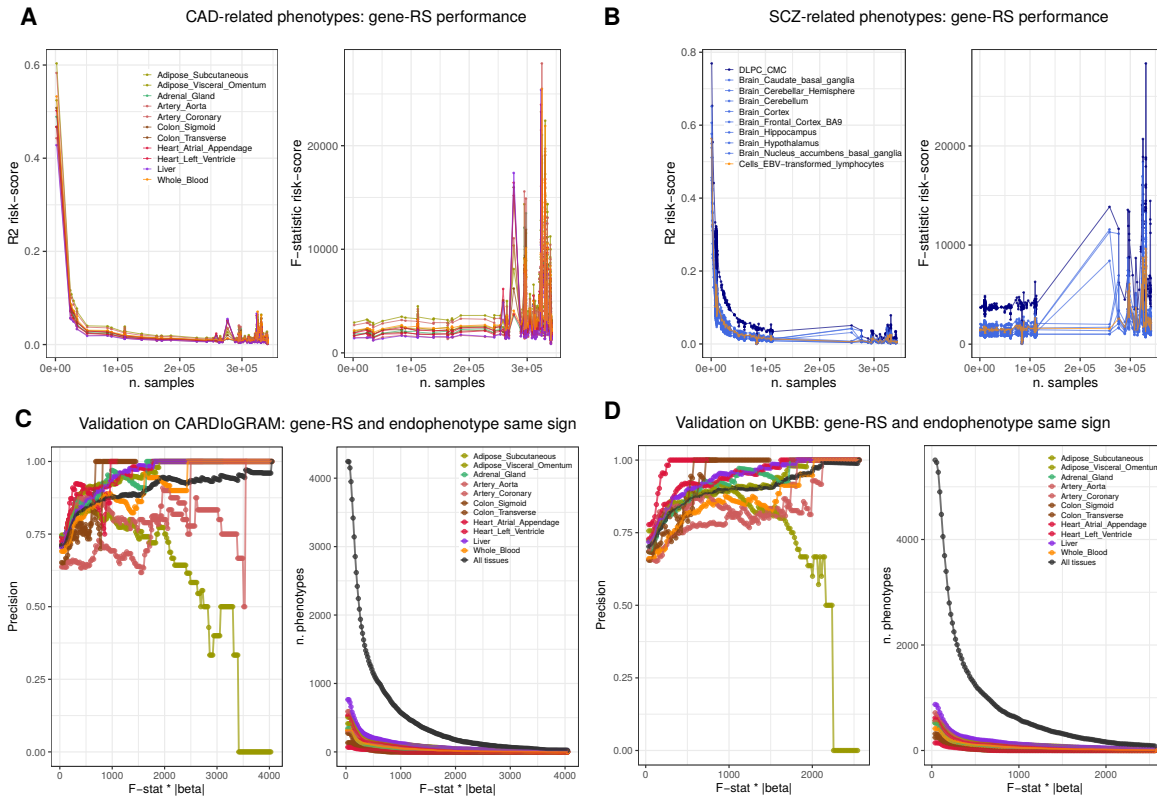 A
CAD−related phenotypes: gene−RS performance
R2 risk−score
0.6
0.4
0.2
0.0
0e+00
1e+05
2e+05
3e+05
n. samples
Adipose_Subcutaneous
Adipose_Visceral_Omentum
Adrenal_Gland
Artery_Aorta
Artery_Coronary
Colon_Sigmoid
Colon_Transverse
Heart_Atrial_Appendage
Heart_Left_Ventricle
Liver
Whole_Blood
F−statistic risk−score
20000
10000
0
0e+00
1e+05
2e+05
3e+05
n. samples
B
SCZ−related phenotypes: gene−RS performance
R2 risk−score
0.8
0.6
0.4
0.2
0.0
0e+00
1e+05
2e+05
3e+05
n. samples
DLPC_CMC
Brain_Caudate_basal_ganglia
Brain_Cerebellar_Hemisphere
Brain_Cerebellum
Brain_Cortex
Brain_Frontal_Cortex_BA9
Brain_Hippocampus
Brain_Hypothalamus
Brain_Nucleus_accumbens_basal_ganglia
Cells_EBV−transformed_lymphocytes
F−statistic risk−score
20000
10000
0
0e+00
1e+05
2e+05
3e+05
n. samples
C
Validation on CARDIoGRAM: gene−RS and endophenotype same sign
Precision
1.00
0.75
0.50
0.25
0.00
0
1000
2000
3000
4000
F−stat * |beta|
n. phenotypes
4000
3000
2000
1000
0
0
1000
2000
3000
4000
F−stat * |beta|
Adipose_Subcutaneous
Adipose_Visceral_Omentum
Adrenal_Gland
Artery_Aorta
Artery_Coronary
Colon_Sigmoid
Colon_Transverse
Heart_Atrial_Appendage
Heart_Left_Ventricle
Liver
Whole_Blood
All tissues
D
Validation on UKBB: gene−RS and endophenotype same sign
Precision
1.00
0.75
0.50
0.25
0.00
0
1000
2000
F−stat * |beta|
n. phenotypes
4000
2000
0
0
1000
2000
F−stat * |beta|
Adipose_Subcutaneous
Adipose_Visceral_Omentum
Adrenal_Gland
Artery_Aorta
Artery_Coronary
Colon_Sigmoid
Colon_Transverse
Heart_Atrial_Appendage
Heart_Left_Ventricle
Liver
Whole_Blood
All tissues